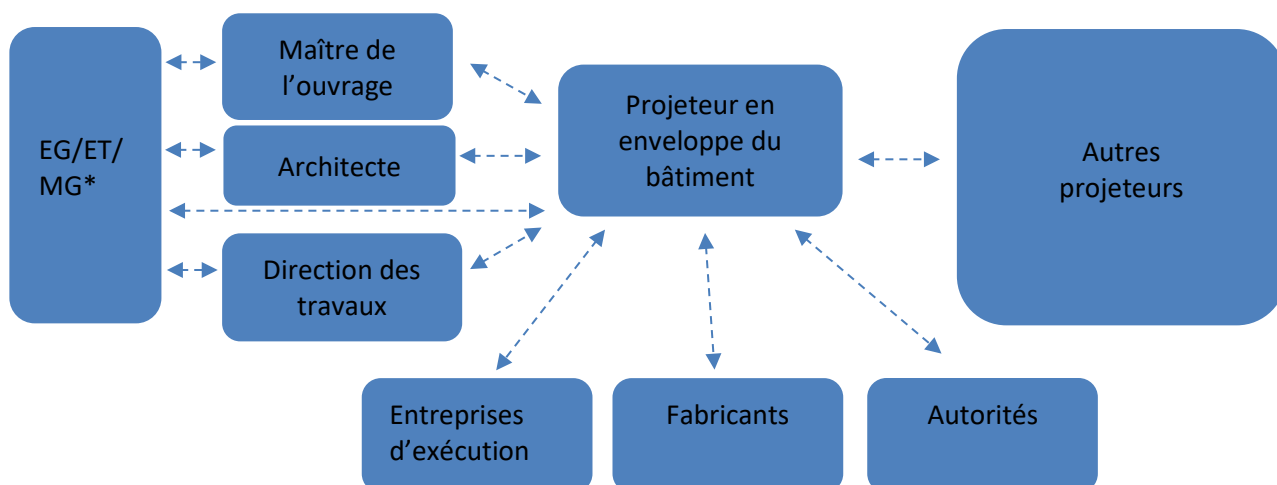 EG/ET/
MG*
Maître de
l’ouvrage
Architecte
Direction des
travaux
Projeteur en
enveloppe du
bâtiment
Autres
projeteurs
Entreprises
d’exécution
Fabricants
Autorités